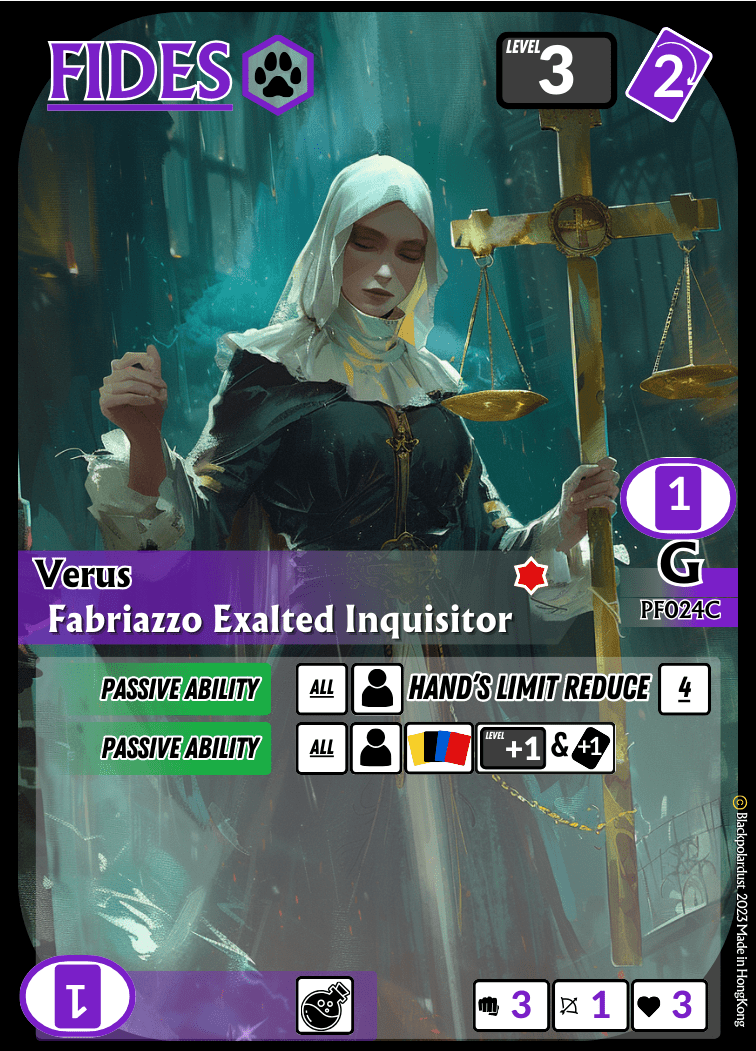 FIDES
LEVEL 3
2
1
G
PF024C
Verus
Fabriazzo Exalted Inquisitor
PASSIVE ABILITY ALL HAND'S LIMIT REDUCE 4
PASSIVE ABILITY ALL LEVEL +1 & +1
© Blackpolardust 2023 Made in HongKong
1
3 1 3